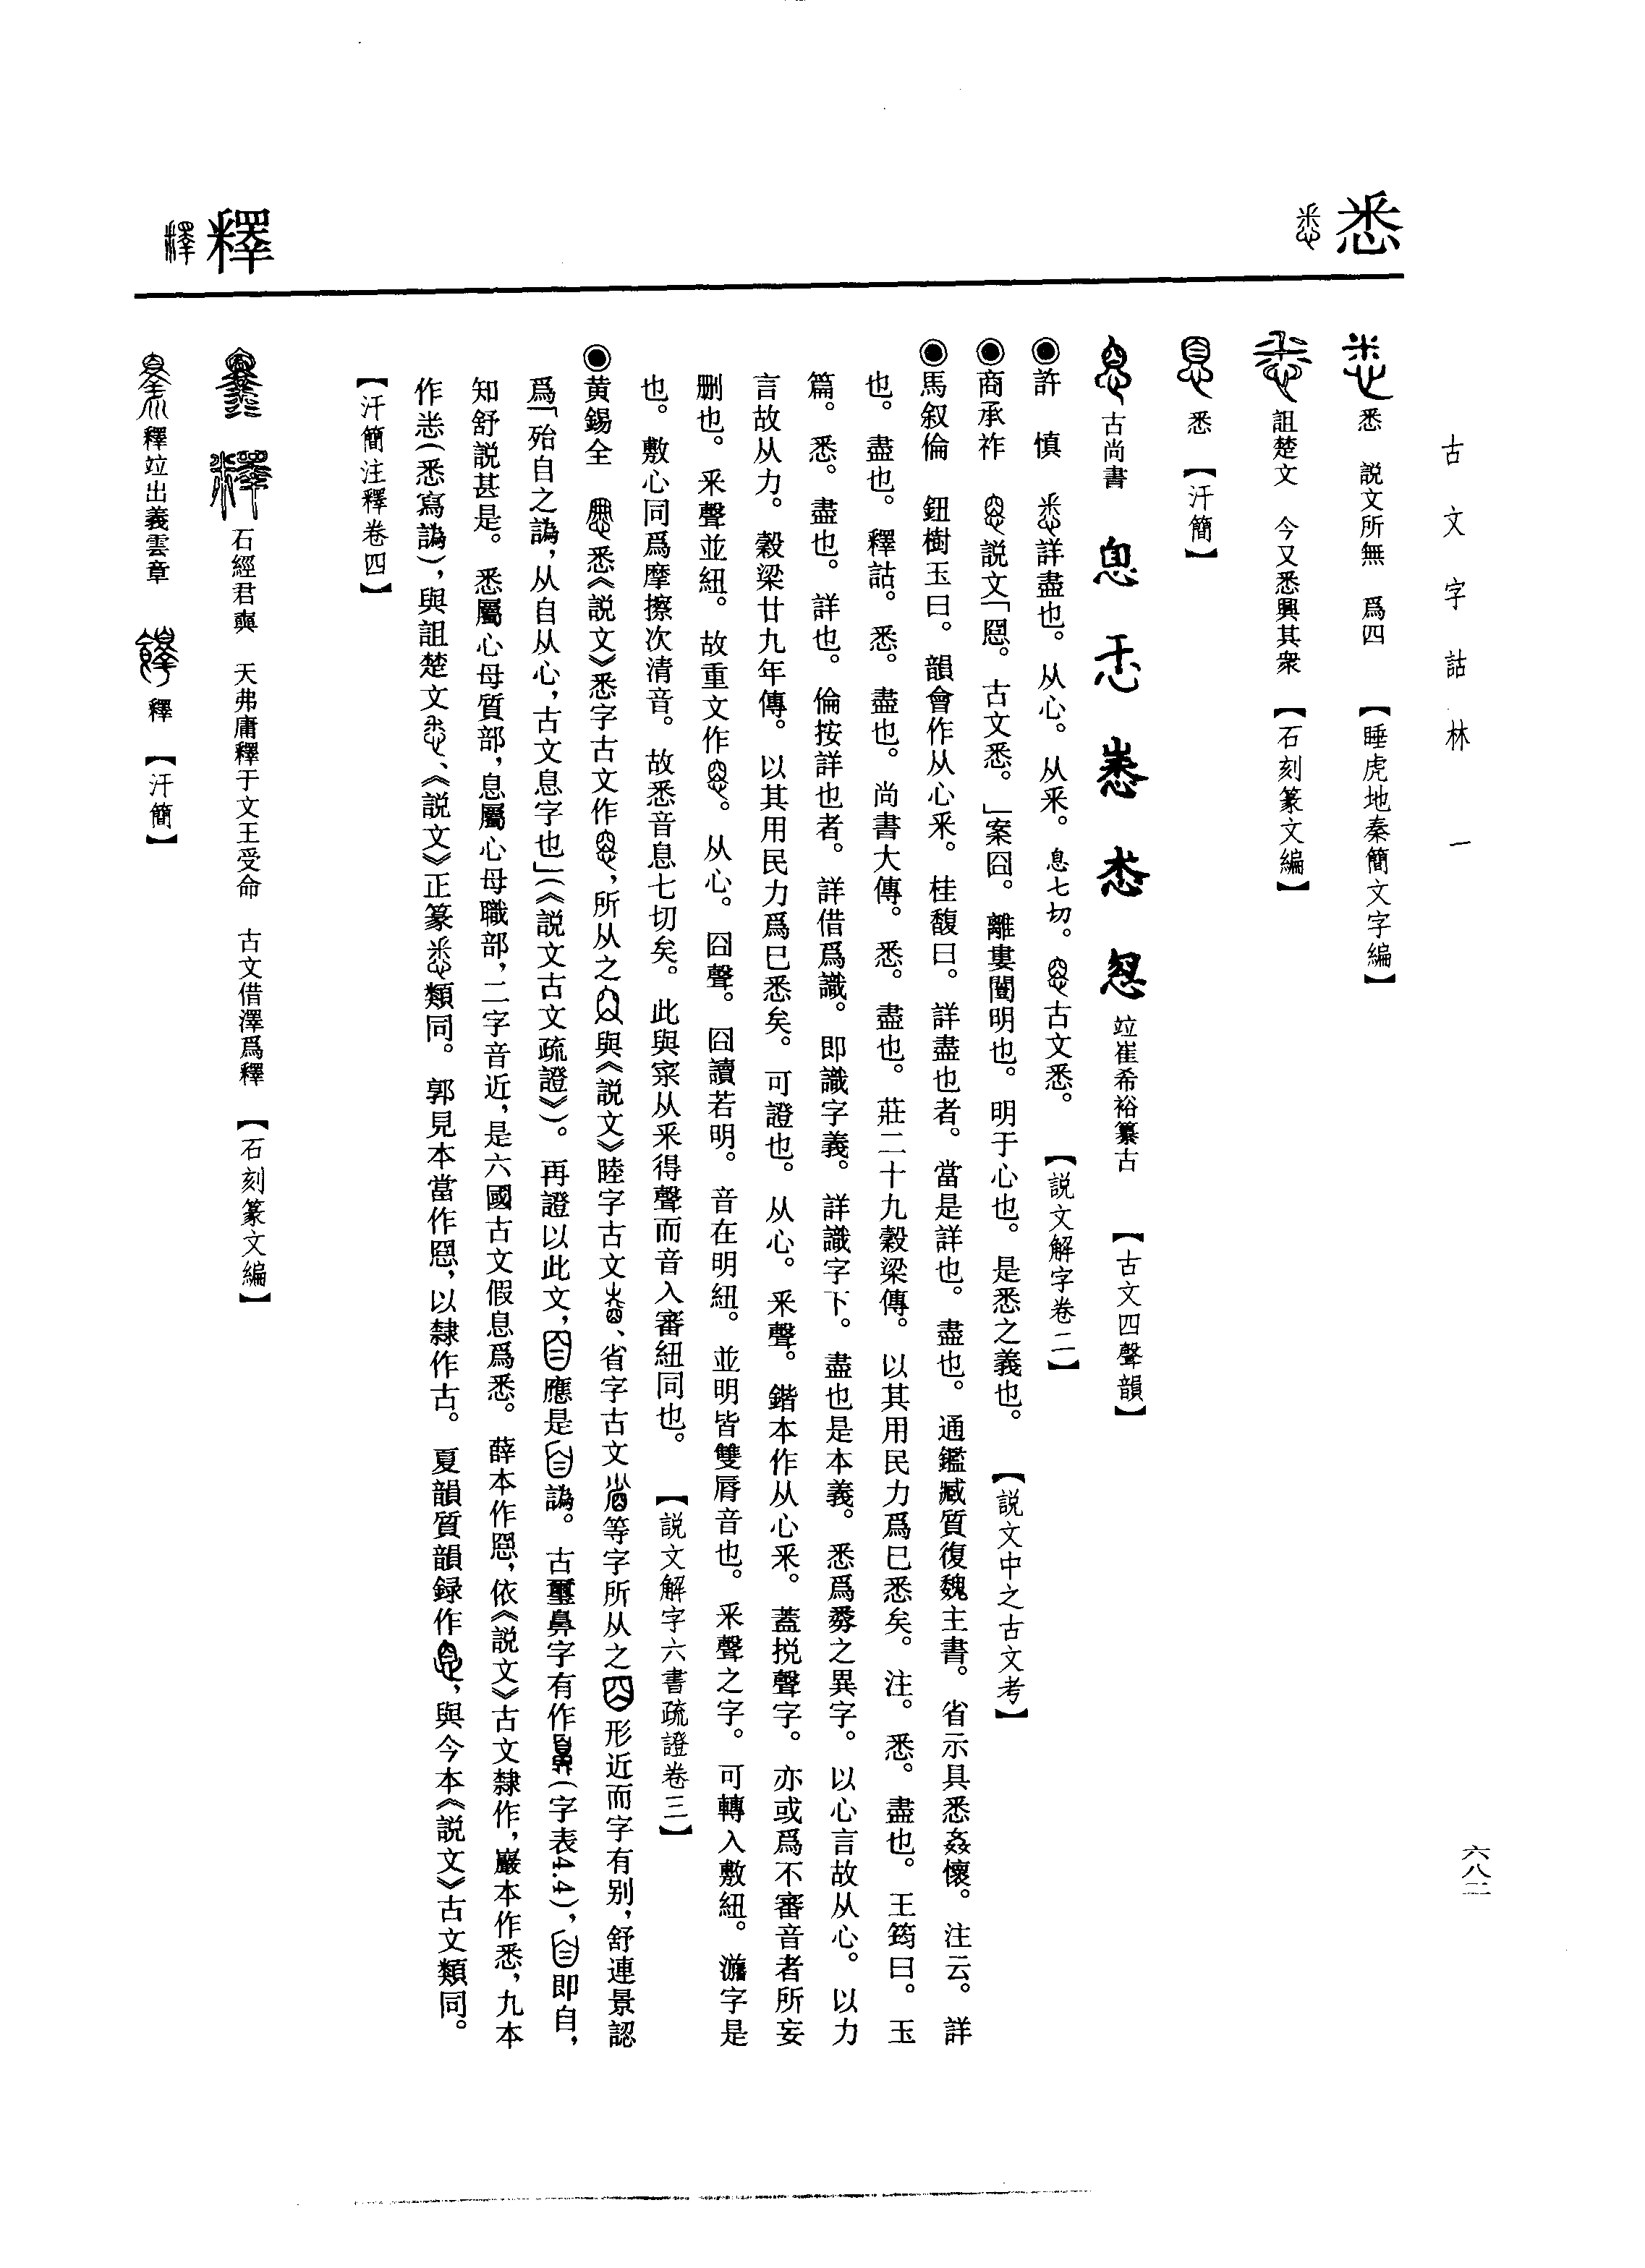 古文字詁林 一
六八二
悉
悉 説文所無 爲四 【睡虎地秦簡文字編】
詛楚文 今又悉興其衆 【石刻篆文編】
悉 【汗簡】
古尚書 竝崔希裕纂古 【古文四聲韻】
◉許 慎 詳盡也。从心。从釆。息七切。古文悉。 【説文解字卷二】
◉商承祚 説文「恖。古文悉。」案囧。離婁闓明也。明于心也。是悉之義也。 【説文中之古文考】
◉馬叙倫 鈕樹玉曰。韻會作从心釆。桂馥曰。詳盡也者。當是詳也。盡也。通鑑臧質復魏主書。省示具悉姦懷。注云。詳
也。盡也。釋詁。悉。盡也。尚書大傳。悉。盡也。莊二十九穀梁傳。以其用民力爲已悉矣。注。悉。盡也。王筠曰。玉
篇。悉。盡也。詳也。倫按詳也者。詳借爲識。即識字義。詳識字下。盡也是本義。悉爲之異字。以心言故从心。以力
言故从力。穀梁廿九年傳。以其用民力爲已悉矣。可證也。从心。釆聲。鍇本作从心釆。蓋捝聲字。亦或爲不審音者所妄
删也。釆聲並紐。故重文作。从心。囧聲。囧讀若明。音在明紐。並明皆雙脣音也。釆聲之字。可轉入敷紐。字是
也。敷心同爲摩擦次清音。故悉音息七切矣。此與宷从釆得聲而音入審紐同也。 【説文解字六書疏證卷三】
◉黄錫全 悉《説文》悉字古文作，所从之與《説文》睦字古文、省字古文等字所从之形近而字有别，舒連景認
爲「殆自之譌，从自从心，古文息字也」（《説文古文疏證》）。再證以此文，應是譌。古璽鼻字有作（字表4.4），即自，
知舒説甚是。悉屬心母質部，息屬心母職部，二字音近，是六國古文假息爲悉。薛本作恖，依《説文》古文隸作，巖本作悉，九本
作恙（悉寫譌），與詛楚文、《説文》正篆類同。郭見本當作恖，以隸作古。夏韻質韻録作，與今本《説文》古文類同。
【汗簡注釋卷四】
釋
石經君奭 天弗庸釋于文王受命 古文借澤爲釋 【石刻篆文編】
釋竝出義雲章 釋 【汗簡】